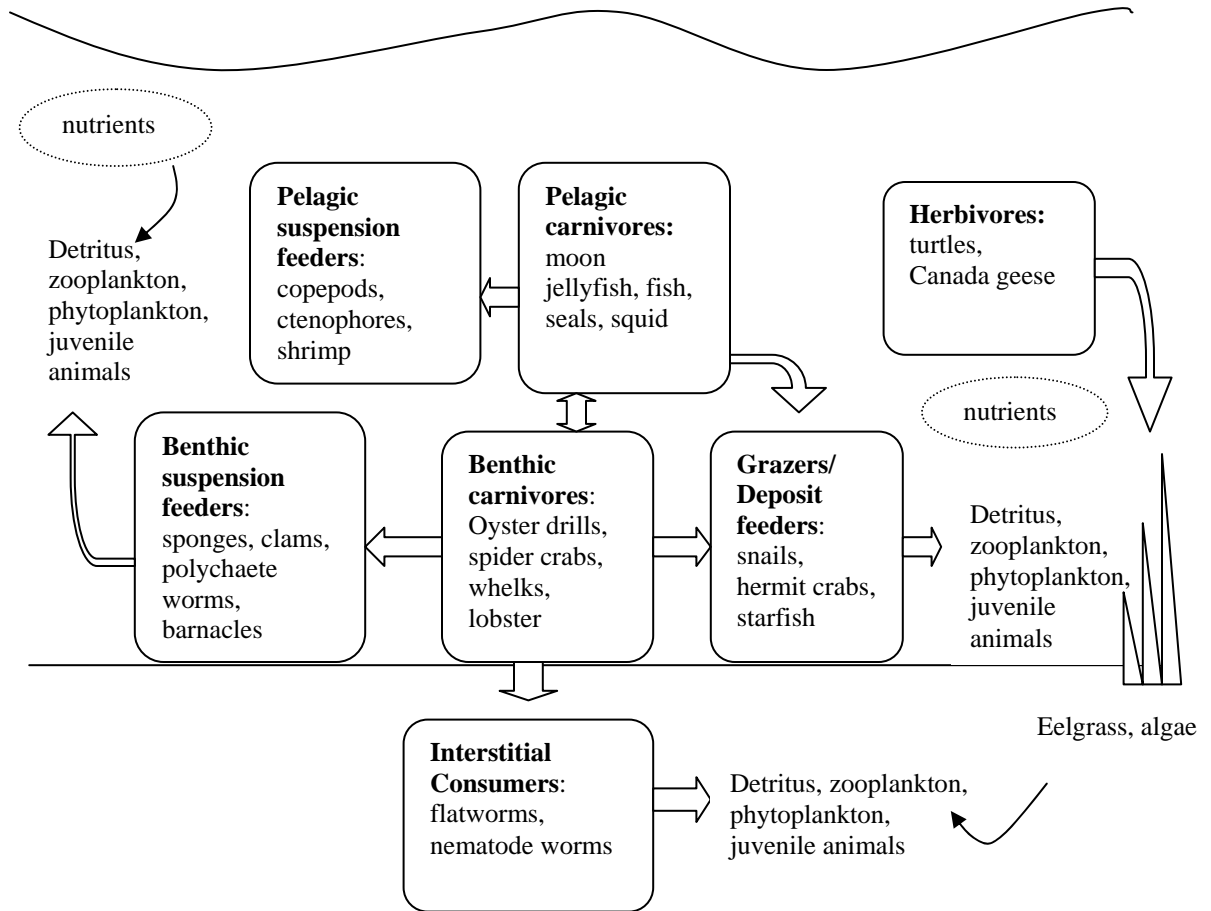 nutrients
Detritus,
zooplankton,
phytoplankton,
juvenile
animals
Pelagic
suspension
feeders:
copepods,
ctenophores,
shrimp
Pelagic
carnivores:
moon
jellyfish, fish,
seals, squid
Herbivores:
turtles,
Canada geese
nutrients
Benthic
suspension
feeders:
sponges, clams,
polychaete
worms,
barnacles
Benthic
carnivores:
Oyster drills,
spider crabs,
whelks,
lobster
Grazers/
Deposit
feeders:
snails,
hermit crabs,
starfish
Detritus,
zooplankton,
phytoplankton,
juvenile
animals
Eelgrass, algae
Interstitial
Consumers:
flatworms,
nematode worms
Detritus, zooplankton,
phytoplankton,
juvenile animals